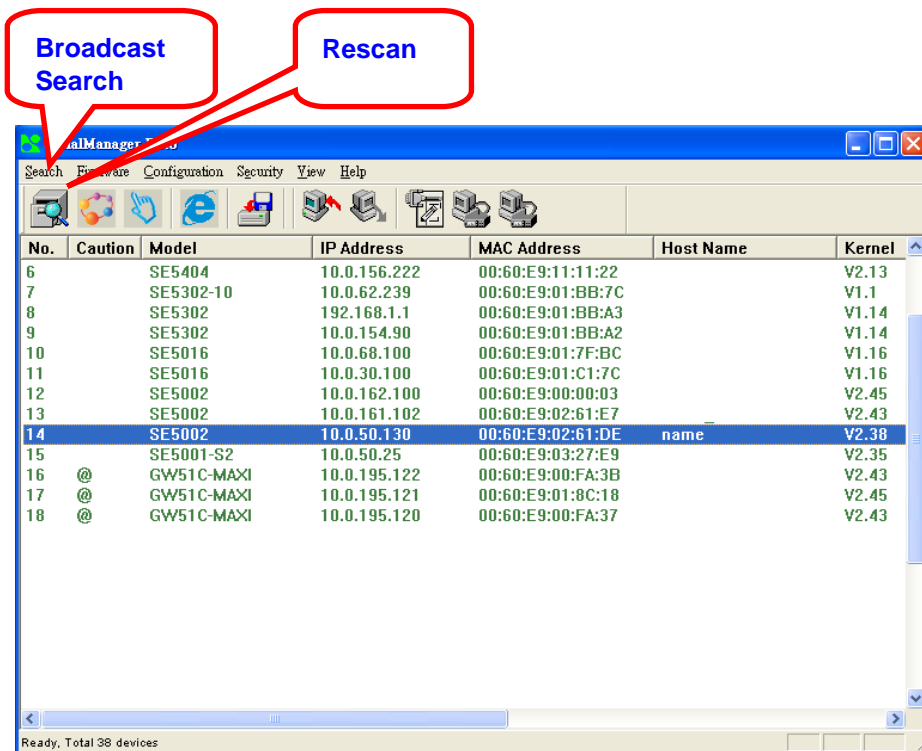 Broadcast
Search
Rescan
Search Firmware Configuration Security View Help
No. Caution Model IP Address MAC Address Host Name Kernel
6 SE5404 10.0.156.222 00:60:E9:11:11:22 V2.13
7 SE5302-10 10.0.62.239 00:60:E9:01:BB:7C V1.1
8 SE5302 192.168.1.1 00:60:E9:01:BB:A3 V1.14
9 SE5302 10.0.154.90 00:60:E9:01:BB:A2 V1.14
10 SE5016 10.0.68.100 00:60:E9:01:7F:BC V1.16
11 SE5016 10.0.30.100 00:60:E9:01:C1:7C V1.16
12 SE5002 10.0.162.100 00:60:E9:00:00:03 V2.45
13 SE5002 10.0.161.102 00:60:E9:02:61:E7 _ V2.43
14 SE5002 10.0.50.130 00:60:E9:02:61:DE name V2.38
15 SE5001-S2 10.0.50.25 00:60:E9:03:27:E9 V2.35
16 @ GW51C-MAXI 10.0.195.122 00:60:E9:00:FA:3B V2.43
17 @ GW51C-MAXI 10.0.195.121 00:60:E9:01:8C:18 V2.45
18 @ GW51C-MAXI 10.0.195.120 00:60:E9:00:FA:37 V2.43
Ready, Total 38 devices